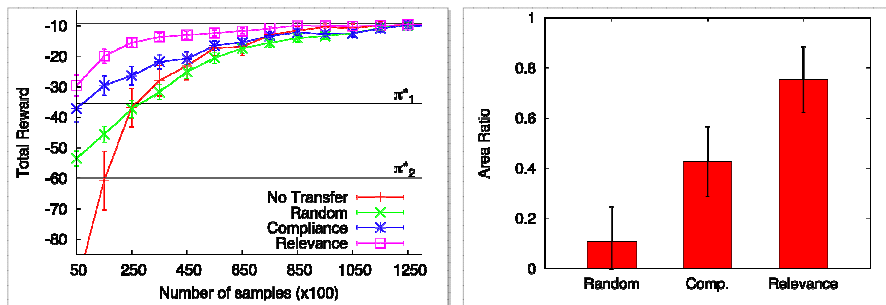 -10
-20
-30
-40
-50
-60
-70
-80
Total Reward
π*1
π*2
No Transfer
Random
Compliance
Relevance
50 250 450 650 850 1050 1250
Number of samples (x100)
1
0.8
0.6
0.4
0.2
0
Area Ratio
Random Comp. Relevance